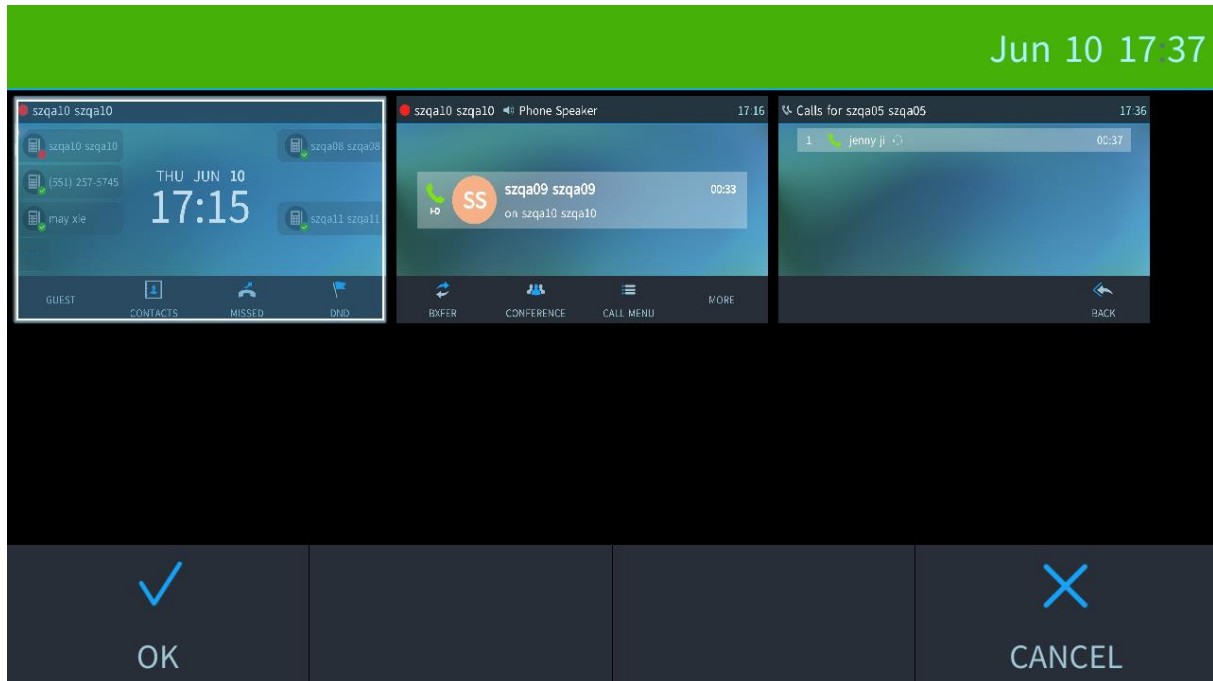 Jun 10 17:37
szqa10 szqa10
szqa10 szqa10
szqa08 szqa08
(551) 257-5745
THU JUN 10
17:15
may xie
szqa11 szqa11
GUEST
CONTACTS
MISSED
DND
szqa10 szqa10 Phone Speaker 17:16
HD
SS
szqa09 szqa09 00:33
on szqa10 szqa10
BXFER
CONFERENCE
CALL MENU
MORE
Calls for szqa05 szqa05 17:36
1 jenny ji 00:37
BACK
OK
CANCEL